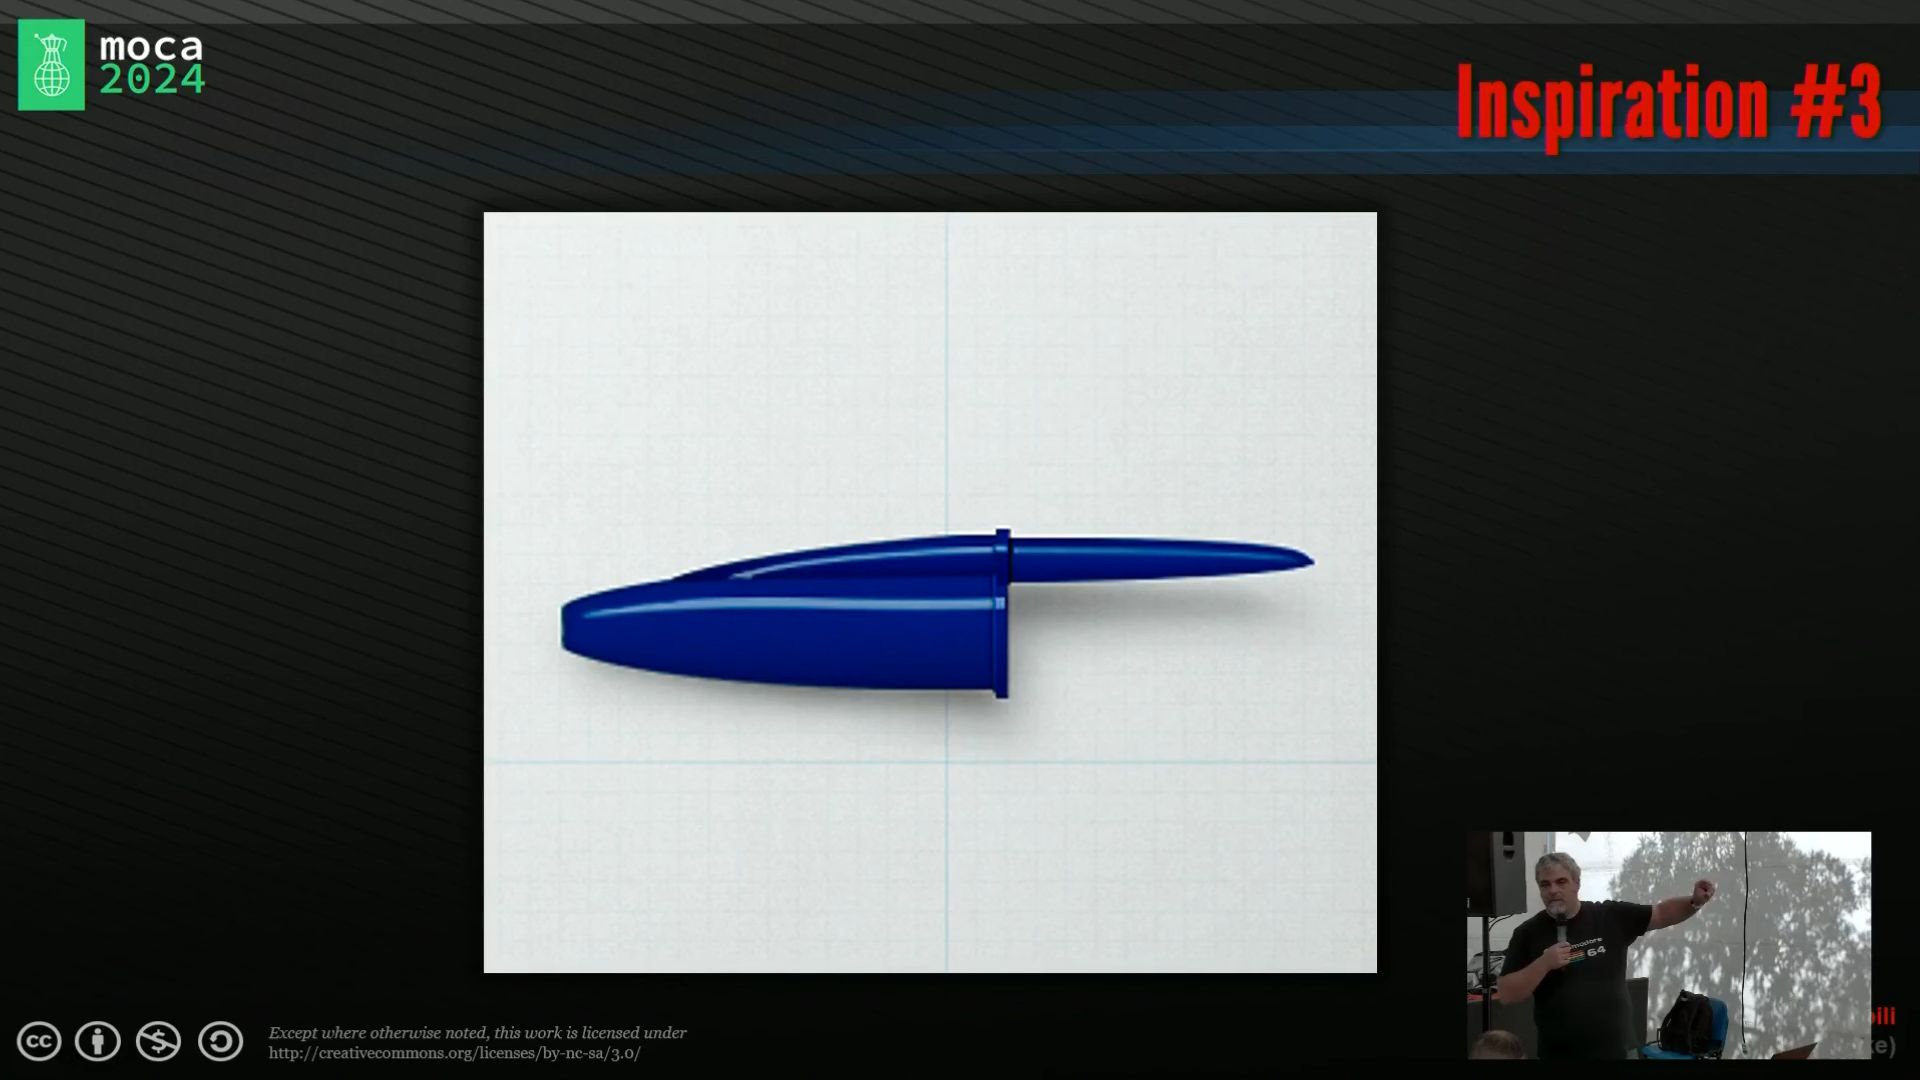 moca
2024
Inspiration #3
64
Except where otherwise noted, this work is licensed under
http://creativecommons.org/licenses/by-nc-sa/3.0/